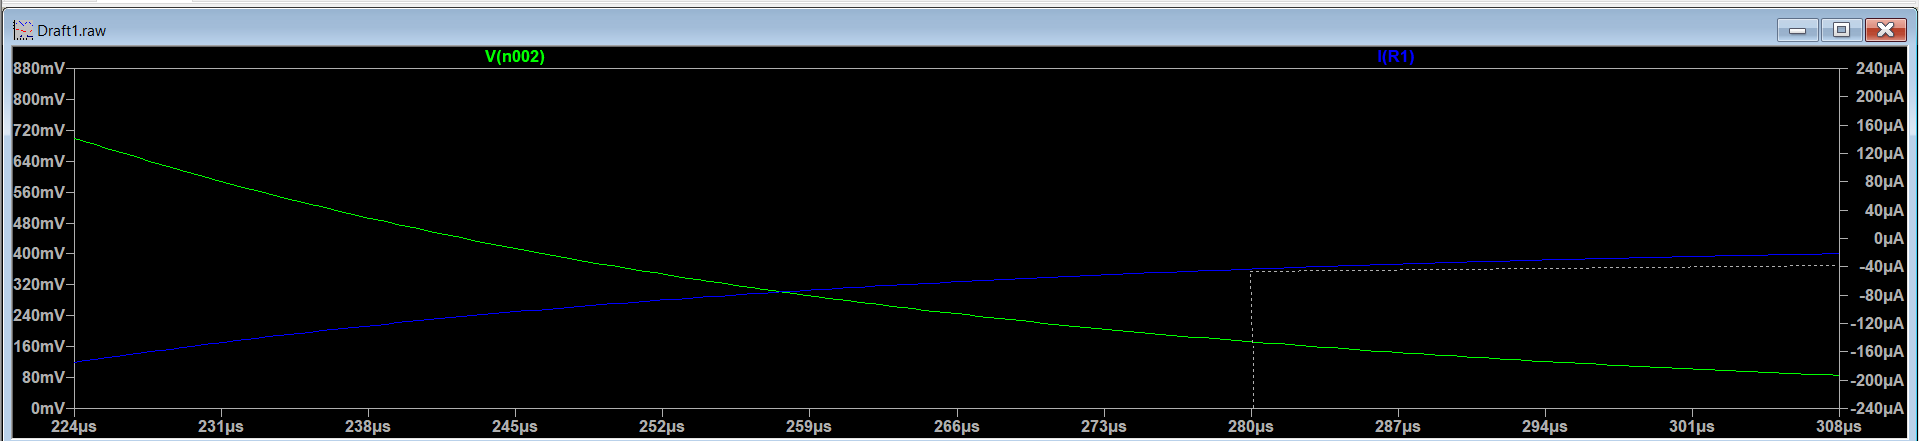 Draft1.raw
V(n002) I(R1)
880mV 240µA
800mV 200µA
720mV 160µA
640mV 120µA
560mV 80µA
480mV 40µA
400mV 0µA
320mV -40µA
240mV -80µA
160mV -120µA
80mV -160µA
0mV -200µA
-240µA
224µs 231µs 238µs 245µs 252µs 259µs 266µs 273µs 280µs 287µs 294µs 301µs 308µs